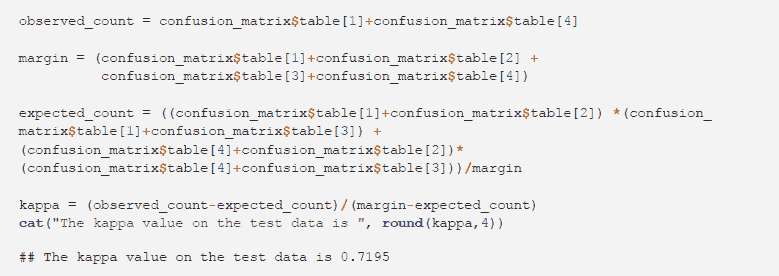 observed_count = confusion_matrix$table[1]+confusion_matrix$table[4]
margin = (confusion_matrix$table[1]+confusion_matrix$table[2] +
confusion_matrix$table[3]+confusion_matrix$table[4])
expected_count = ((confusion_matrix$table[1]+confusion_matrix$table[2]) *(confusion_
matrix$table[1]+confusion_matrix$table[3]) +
(confusion_matrix$table[4]+confusion_matrix$table[2])*
(confusion_matrix$table[4]+confusion_matrix$table[3]))/margin
kappa = (observed_count-expected_count)/(margin-expected_count)
cat("The kappa value on the test data is ", round(kappa,4))
## The kappa value on the test data is 0.7195